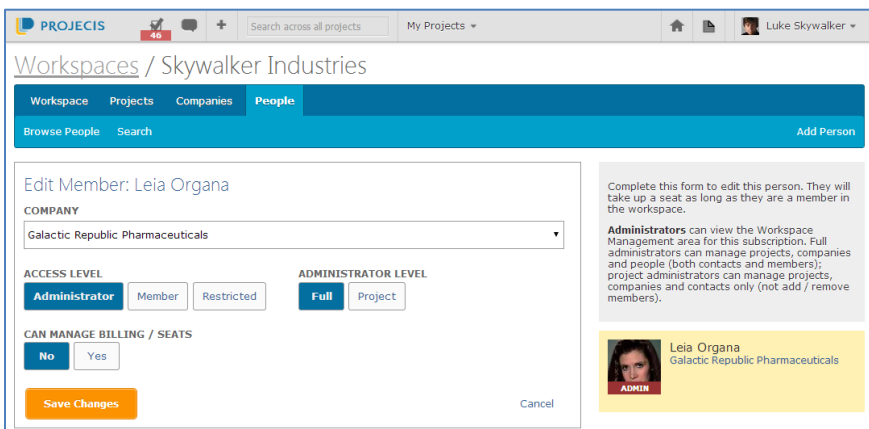 PROJECIS
46
Search across all projects
My Projects
Luke Skywalker
Workspaces / Skywalker Industries
Workspace Projects Companies People
Browse People Search Add Person
Edit Member: Leia Organa
COMPANY
Galactic Republic Pharmaceuticals
ACCESS LEVEL
Administrator Member Restricted
ADMINISTRATOR LEVEL
Full Project
CAN MANAGE BILLING / SEATS
No Yes
Save Changes Cancel
Complete this form to edit this person. They will
take up a seat as long as they are a member in
the workspace.
Administrators can view the Workspace
Management area for this subscription. Full
administrators can manage projects, companies
and people (both contacts and members);
project administrators can manage projects,
companies and contacts only (not add / remove
members).
Leia Organa
Galactic Republic Pharmaceuticals
ADMIN